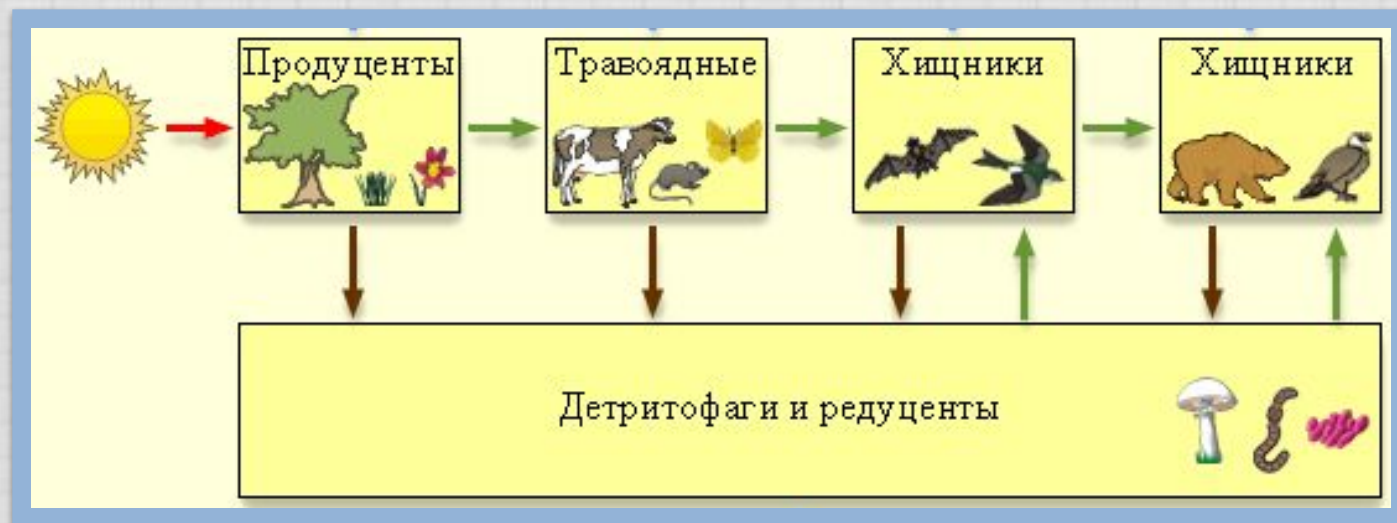 Продуценты
Травоядные
Хищники
Хищники
Детритофаги и редуценты